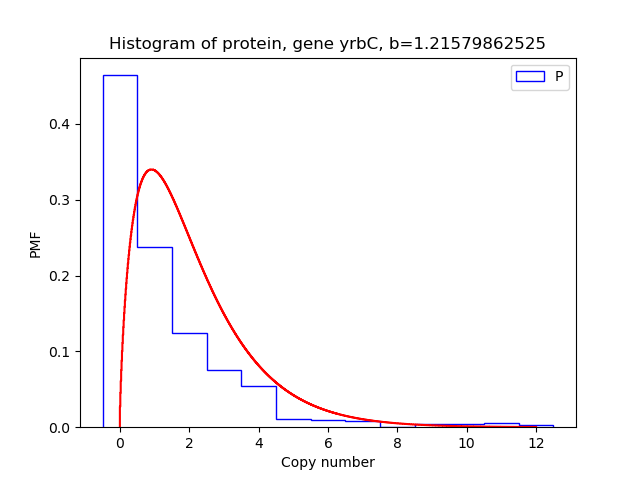 Histogram of protein, gene yrbC, b=1.21579862525
P
0.4
0.3
0.2
0.1
0.0
PMF
0 2 4 6 8 10 12
Copy number